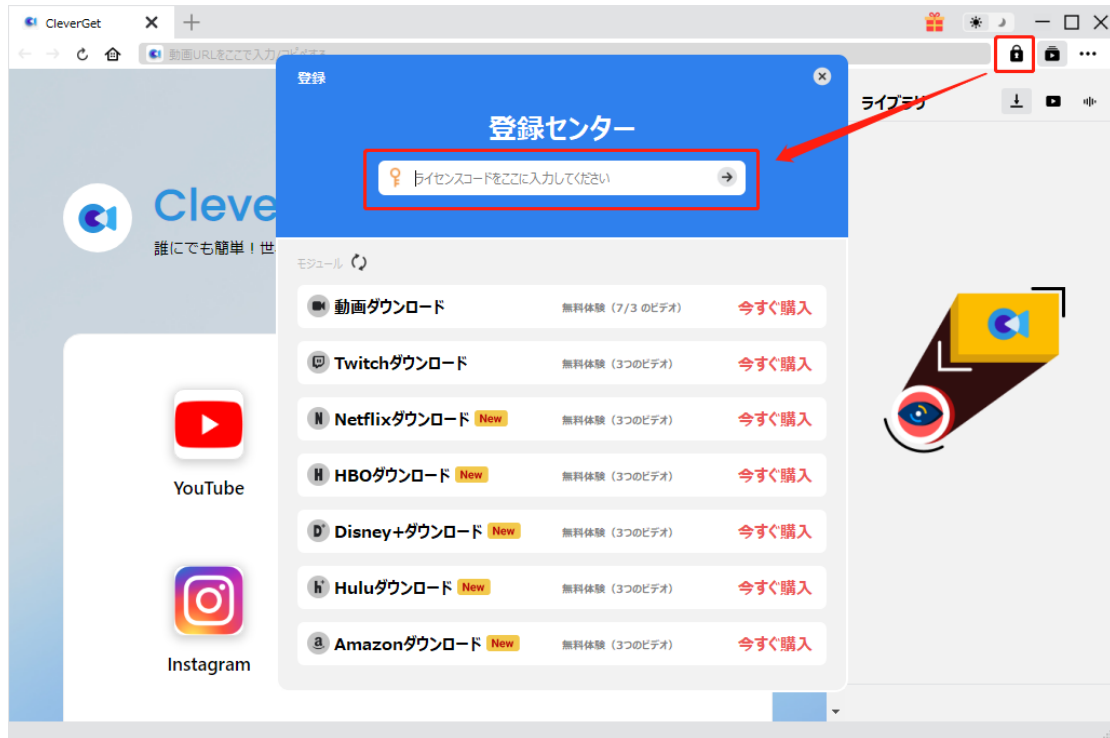 CleverGet
動画URLをここで入力/コピペする
登録
登録センター
ライセンスコードをここに入力してください
ライブラリ
Cleve
誰にでも簡単！世
モジュール
動画ダウンロード 無料体験（7/3 のビデオ） 今すぐ購入
Twitchダウンロード 無料体験（3つのビデオ） 今すぐ購入
Netflixダウンロード New 無料体験（3つのビデオ） 今すぐ購入
HBOダウンロード New 無料体験（3つのビデオ） 今すぐ購入
Disney+ダウンロード New 無料体験（3つのビデオ） 今すぐ購入
Huluダウンロード New 無料体験（3つのビデオ） 今すぐ購入
Amazonダウンロード New 無料体験（3つのビデオ） 今すぐ購入
YouTube
Instagram